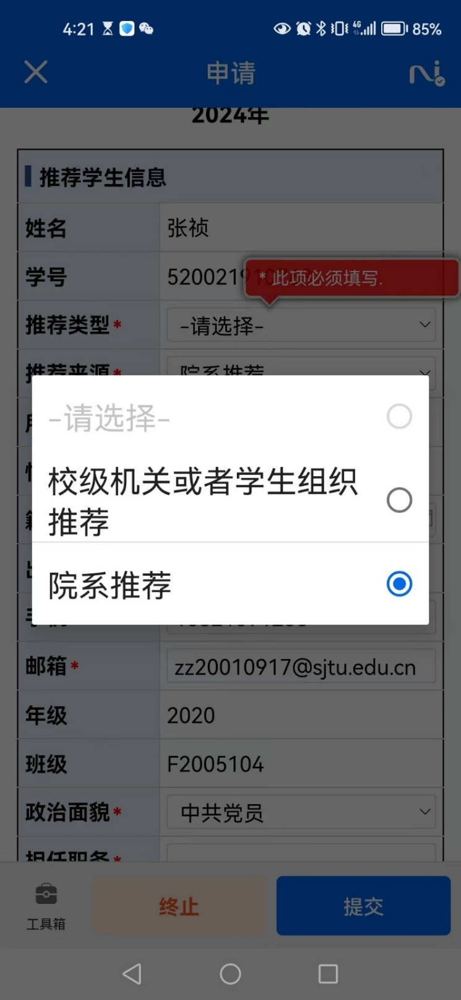 4:21
4G
85%
申请
2024年
推荐学生信息
姓名
张祯
学号
520021910
* 此项必须填写.
推荐类型*
-请选择-
推荐来源*
院系推荐
-请选择-
校级机关或者学生组织
推荐
院系推荐
手机
邮箱*
zz20010917@sjtu.edu.cn
年级
2020
班级
F2005104
政治面貌*
中共党员
担任职务*
工具箱
终止
提交